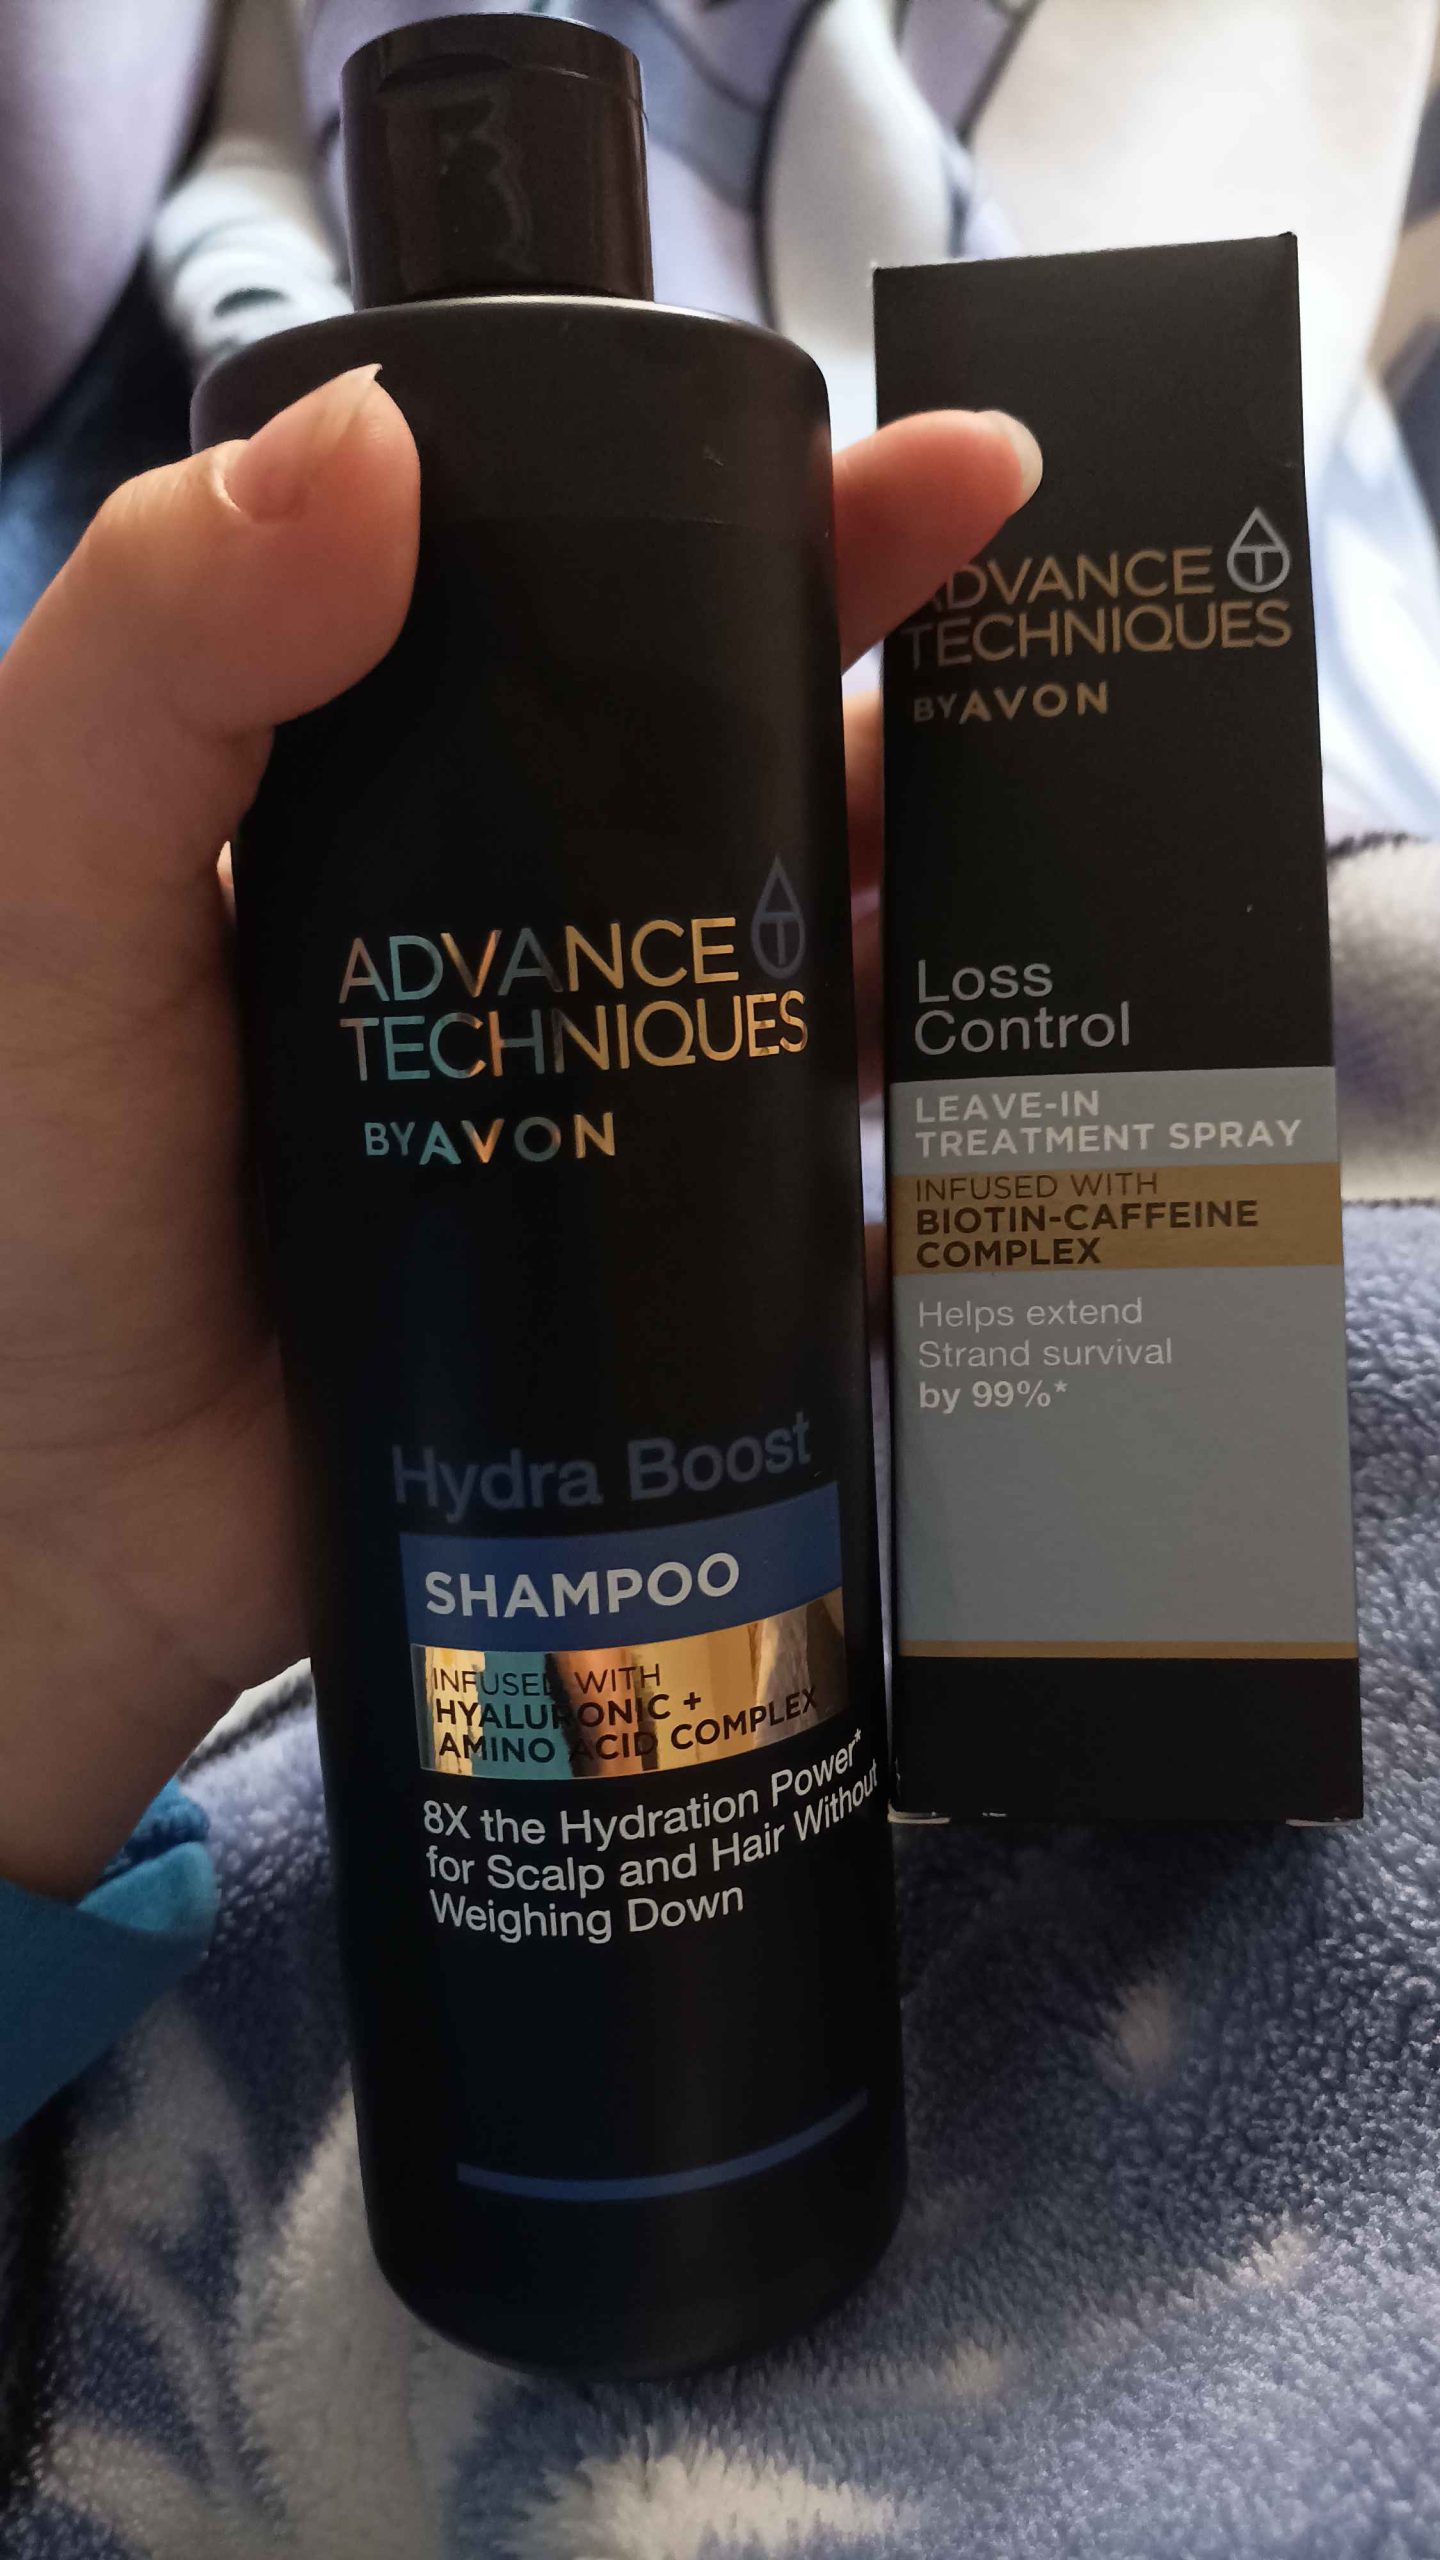 ADVANCE
TECHNIQUES
BY AVON
Hydra Boost
SHAMPOO
INFUSED WITH
HYALURONIC +
AMINO ACID COMPLEX
8X the Hydration Power*
for Scalp and Hair Without
Weighing Down
ADVANCE
TECHNIQUES
BY AVON
Loss
Control
LEAVE-IN
TREATMENT SPRAY
INFUSED WITH
BIOTIN-CAFFEINE
COMPLEX
Helps extend
Strand survival
by 99%*